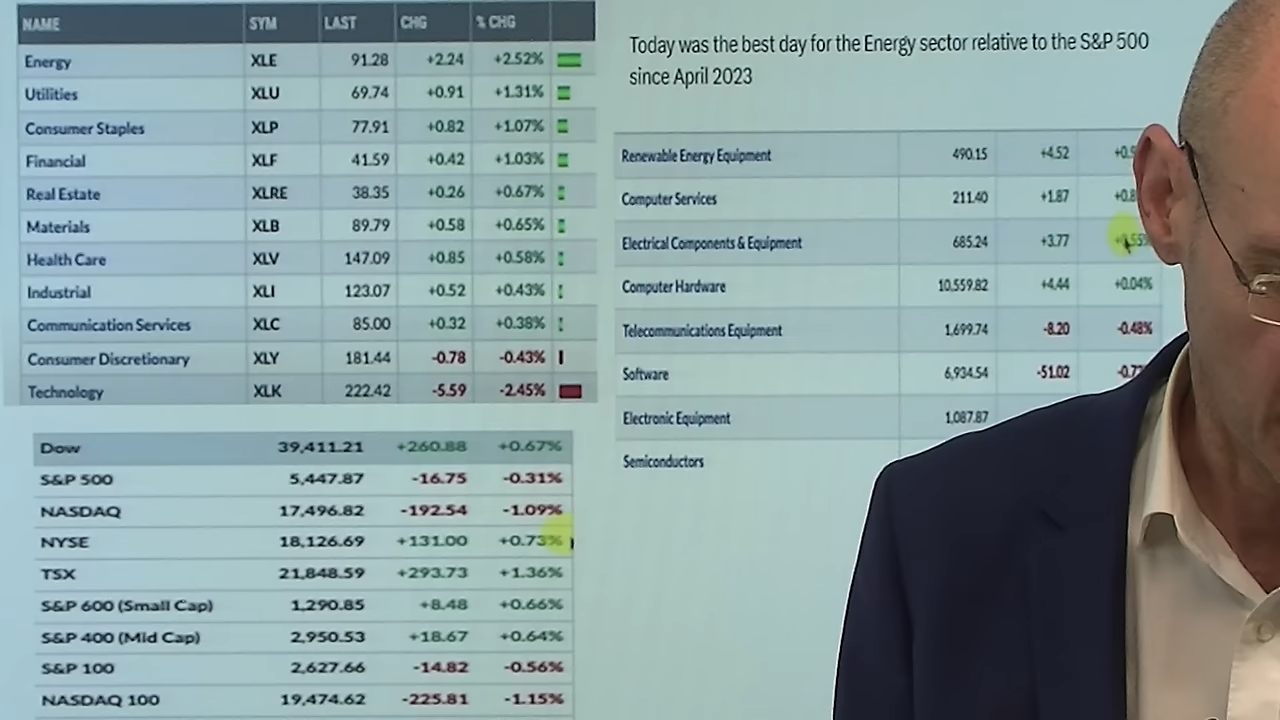 NAME SYM LAST CHG % CHG
Energy XLE 91.28 +2.24 +2.52%
Utilities XLU 69.74 +0.91 +1.31%
Consumer Staples XLP 77.91 +0.82 +1.07%
Financial XLF 41.59 +0.42 +1.03%
Real Estate XLRE 38.35 +0.26 +0.67%
Materials XLB 89.79 +0.58 +0.65%
Health Care XLV 147.09 +0.85 +0.58%
Industrial XLI 123.07 +0.52 +0.43%
Communication Services XLC 85.00 +0.32 +0.38%
Consumer Discretionary XLY 181.44 -0.78 -0.43%
Technology XLK 222.42 -5.59 -2.45%
Dow 39,411.21 +260.88 +0.67%
S&P 500 5,447.87 -16.75 -0.31%
NASDAQ 17,496.82 -192.54 -1.09%
NYSE 18,126.69 +131.00 +0.73%
TSX 21,848.59 +293.73 +1.36%
S&P 600 (Small Cap) 1,290.85 +8.48 +0.66%
S&P 400 (Mid Cap) 2,950.53 +18.67 +0.64%
S&P 100 2,627.66 -14.82 -0.56%
NASDAQ 100 19,474.62 -225.81 -1.15%
Today was the best day for the Energy sector relative to the S&P 500
since April 2023
Renewable Energy Equipment 490.15 +4.52
Computer Services 211.40 +1.87
Electrical Components & Equipment 685.24 +3.77
Computer Hardware 10,559.82 +4.44 +0.04%
Telecommunications Equipment 1,699.74 -8.20 -0.48%
Software 6,934.54 -51.02
Electronic Equipment 1,087.87
Semiconductors